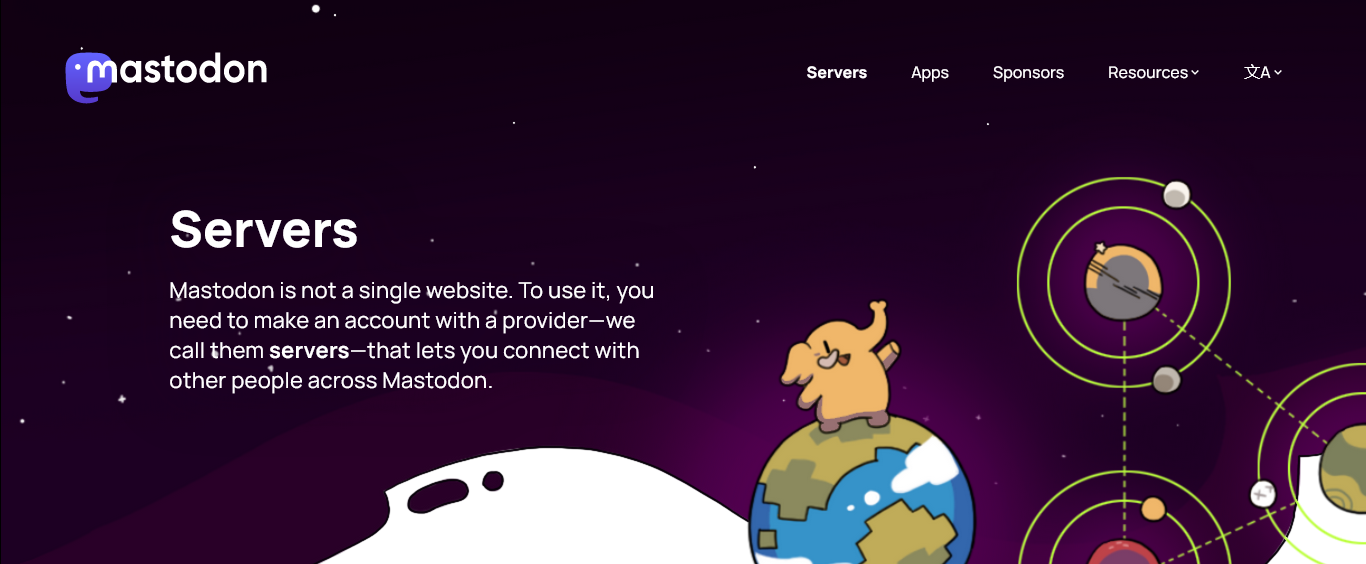 mastodon
Servers
Apps
Sponsors
Resources
文A
Servers
Mastodon is not a single website. To use it, you
need to make an account with a provider—we
call them servers—that lets you connect with
other people across Mastodon.